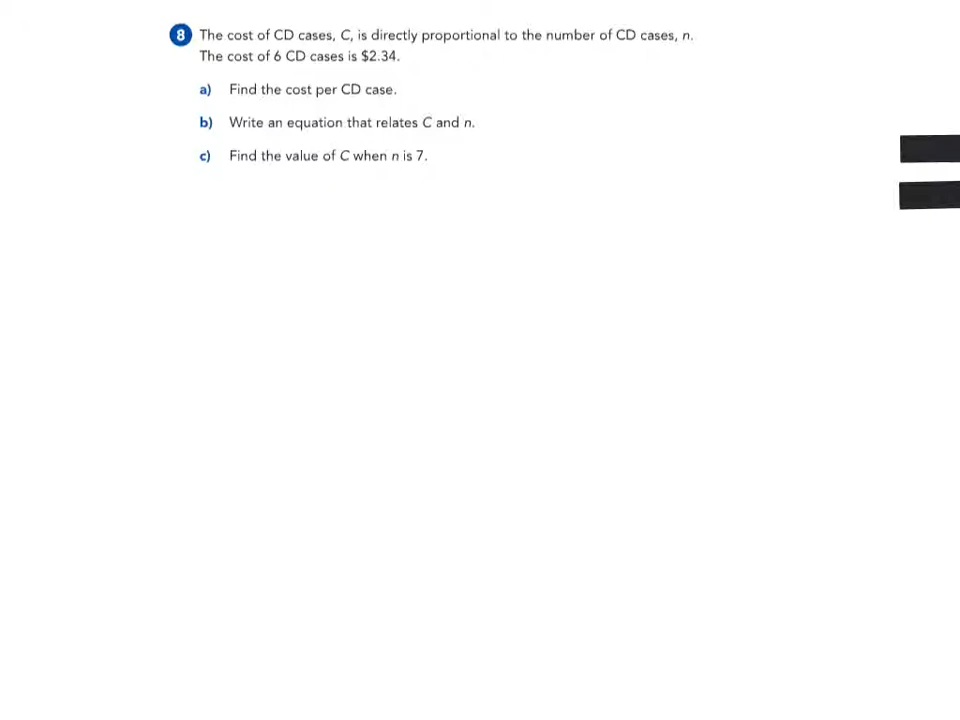 8 The cost of CD cases, C, is directly proportional to the number of CD cases, n.
The cost of 6 CD cases is $2.34.
a) Find the cost per CD case.
b) Write an equation that relates C and n.
c) Find the value of C when n is 7.